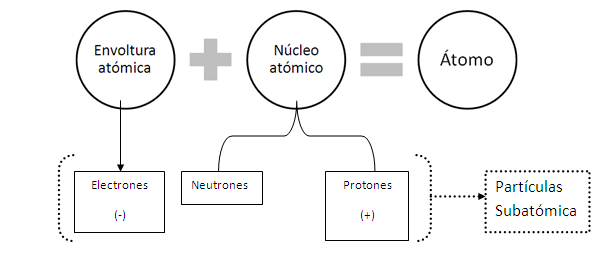 Envoltura
atómica
Núcleo
atómico
Átomo
Electrones
(-)
Neutrones
Protones
(+)
Partículas
Subatómica